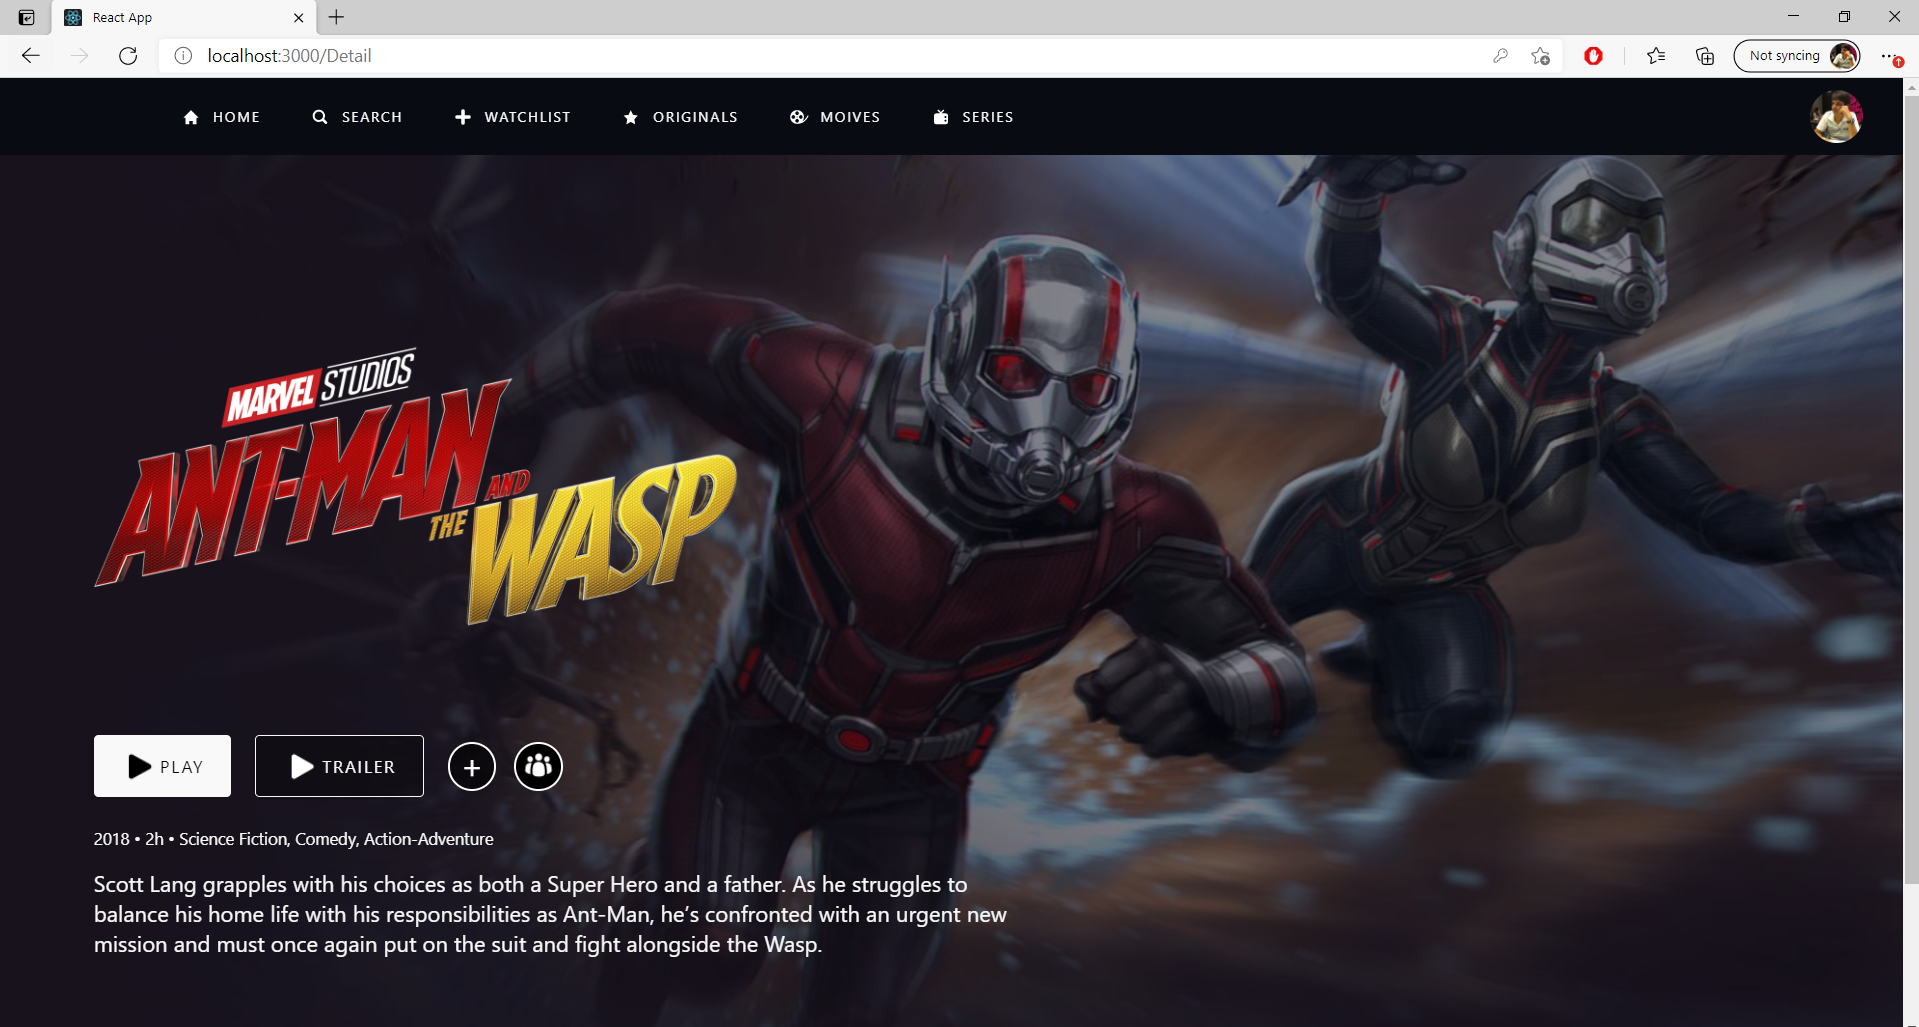 React App
localhost:3000/Detail
Not syncing
HOME
SEARCH
WATCHLIST
ORIGINALS
MOIVES
SERIES
MARVEL STUDIOS
ANT-MAN
AND
THE
WASP
PLAY
TRAILER
2018 • 2h • Science Fiction, Comedy, Action-Adventure
Scott Lang grapples with his choices as both a Super Hero and a father. As he struggles to
balance his home life with his responsibilities as Ant-Man, he’s confronted with an urgent new
mission and must once again put on the suit and fight alongside the Wasp.